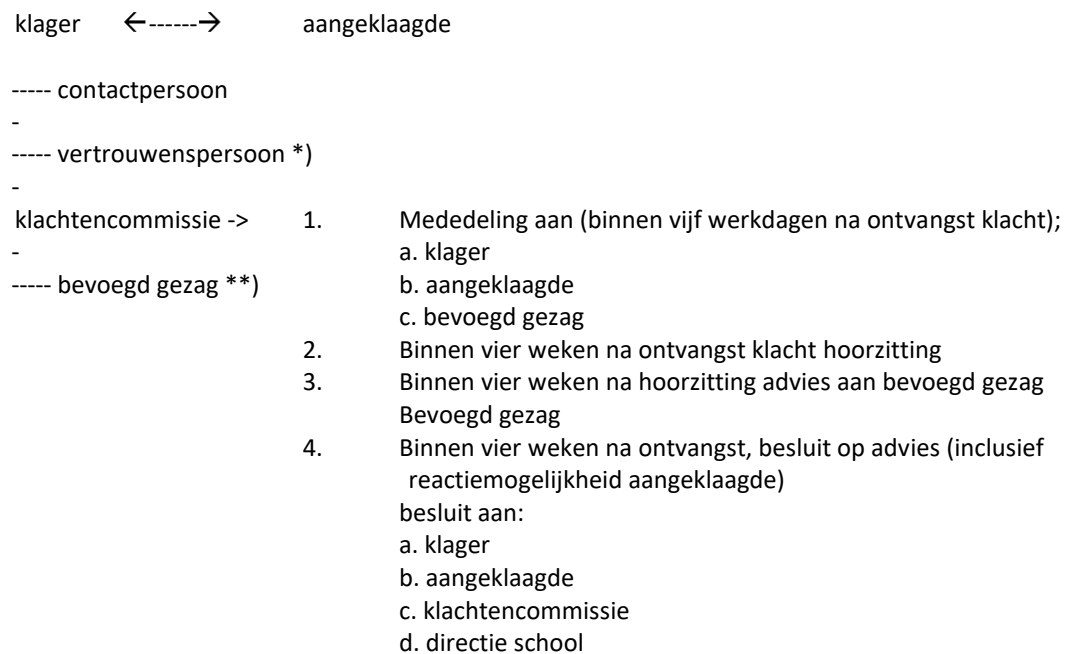 klager ←------→ aangeklaagde
----- contactpersoon
-
----- vertrouwenspersoon *)
-
klachtencommissie -> 1. Mededeling aan (binnen vijf werkdagen na ontvangst klacht);
- a. klager
----- bevoegd gezag **) b. aangeklaagde
c. bevoegd gezag
2. Binnen vier weken na ontvangst klacht hoorzitting
3. Binnen vier weken na hoorzitting advies aan bevoegd gezag
Bevoegd gezag
4. Binnen vier weken na ontvangst, besluit op advies (inclusief
reactiemogelijkheid aangeklaagde)
besluit aan:
a. klager
b. aangeklaagde
c. klachtencommissie
d. directie school